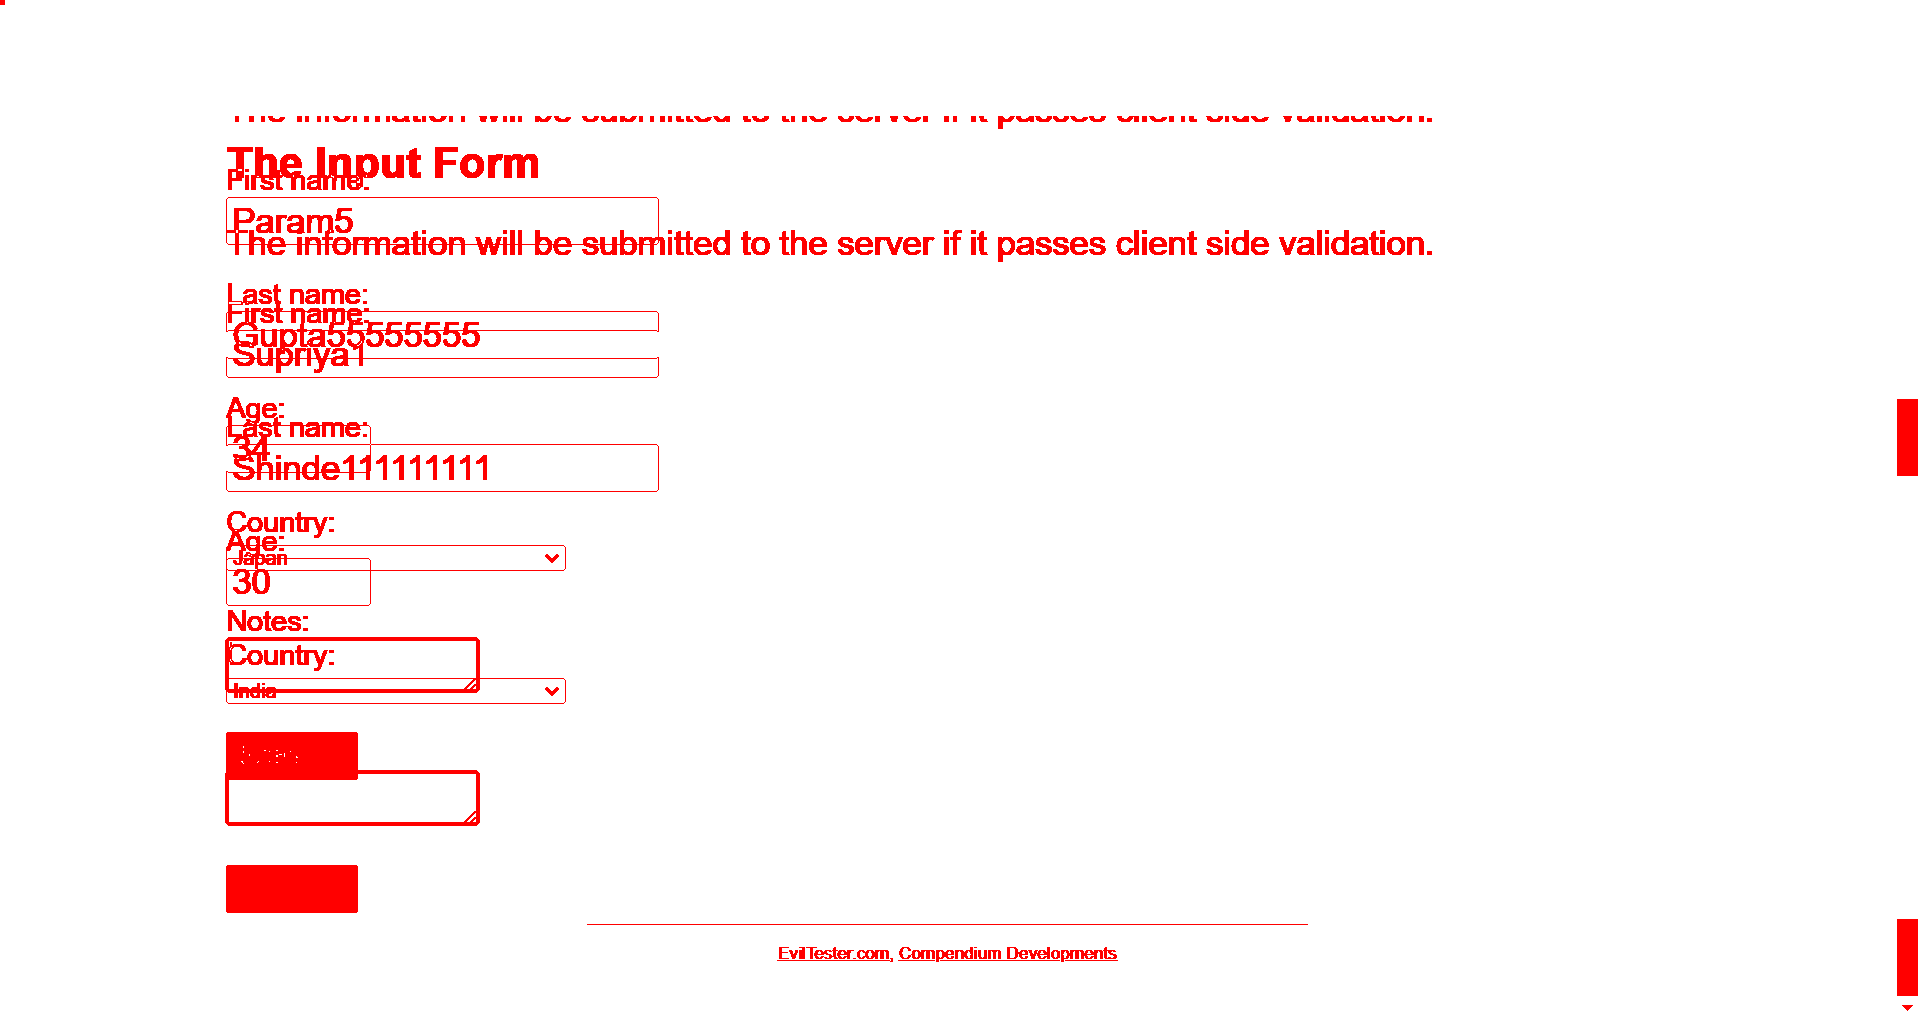 The information will be submitted to the server if it passes client side validation.
The Input Form
First name:
Param5
The information will be submitted to the server if it passes client side validation.
Last name:
First name:
Gupta55555555
Supriya1
Age:
Last name:
34
Shinde111111111
Country:
Age:
Japan
30
Notes:
Country:
India
EvilTester.com, Compendium Developments